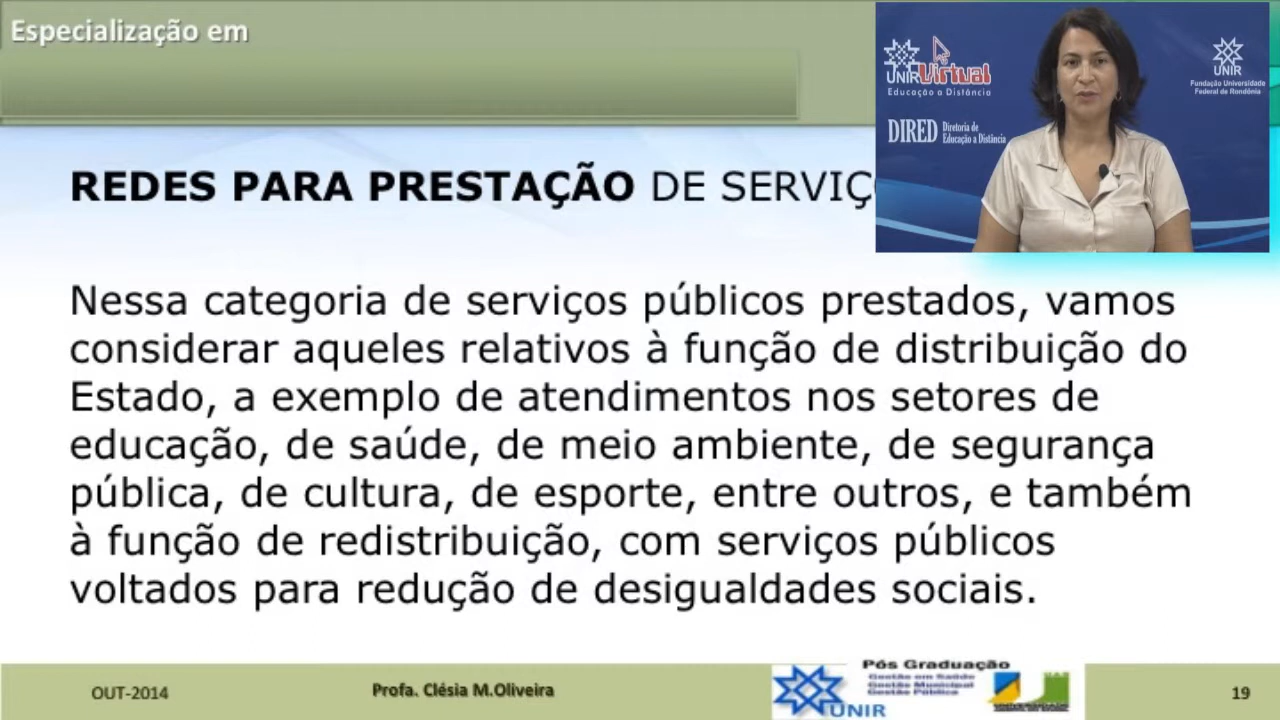 Especialização em
UNIR Virtual
Educação a Distância
UNIR
Fundação Universidade
Federal de Rondônia
DIRED Diretoria de
Educação a Distância
REDES PARA PRESTAÇÃO DE SERVIÇ
Nessa categoria de serviços públicos prestados, vamos
considerar aqueles relativos à função de distribuição do
Estado, a exemplo de atendimentos nos setores de
educação, de saúde, de meio ambiente, de segurança
pública, de cultura, de esporte, entre outros, e também
à função de redistribuição, com serviços públicos
voltados para redução de desigualdades sociais.
OUT-2014
Profa. Clésia M.Oliveira
Pós Graduação
Gestão em Saúde
Gestão Municipal
Gestão Pública
UNIR
19